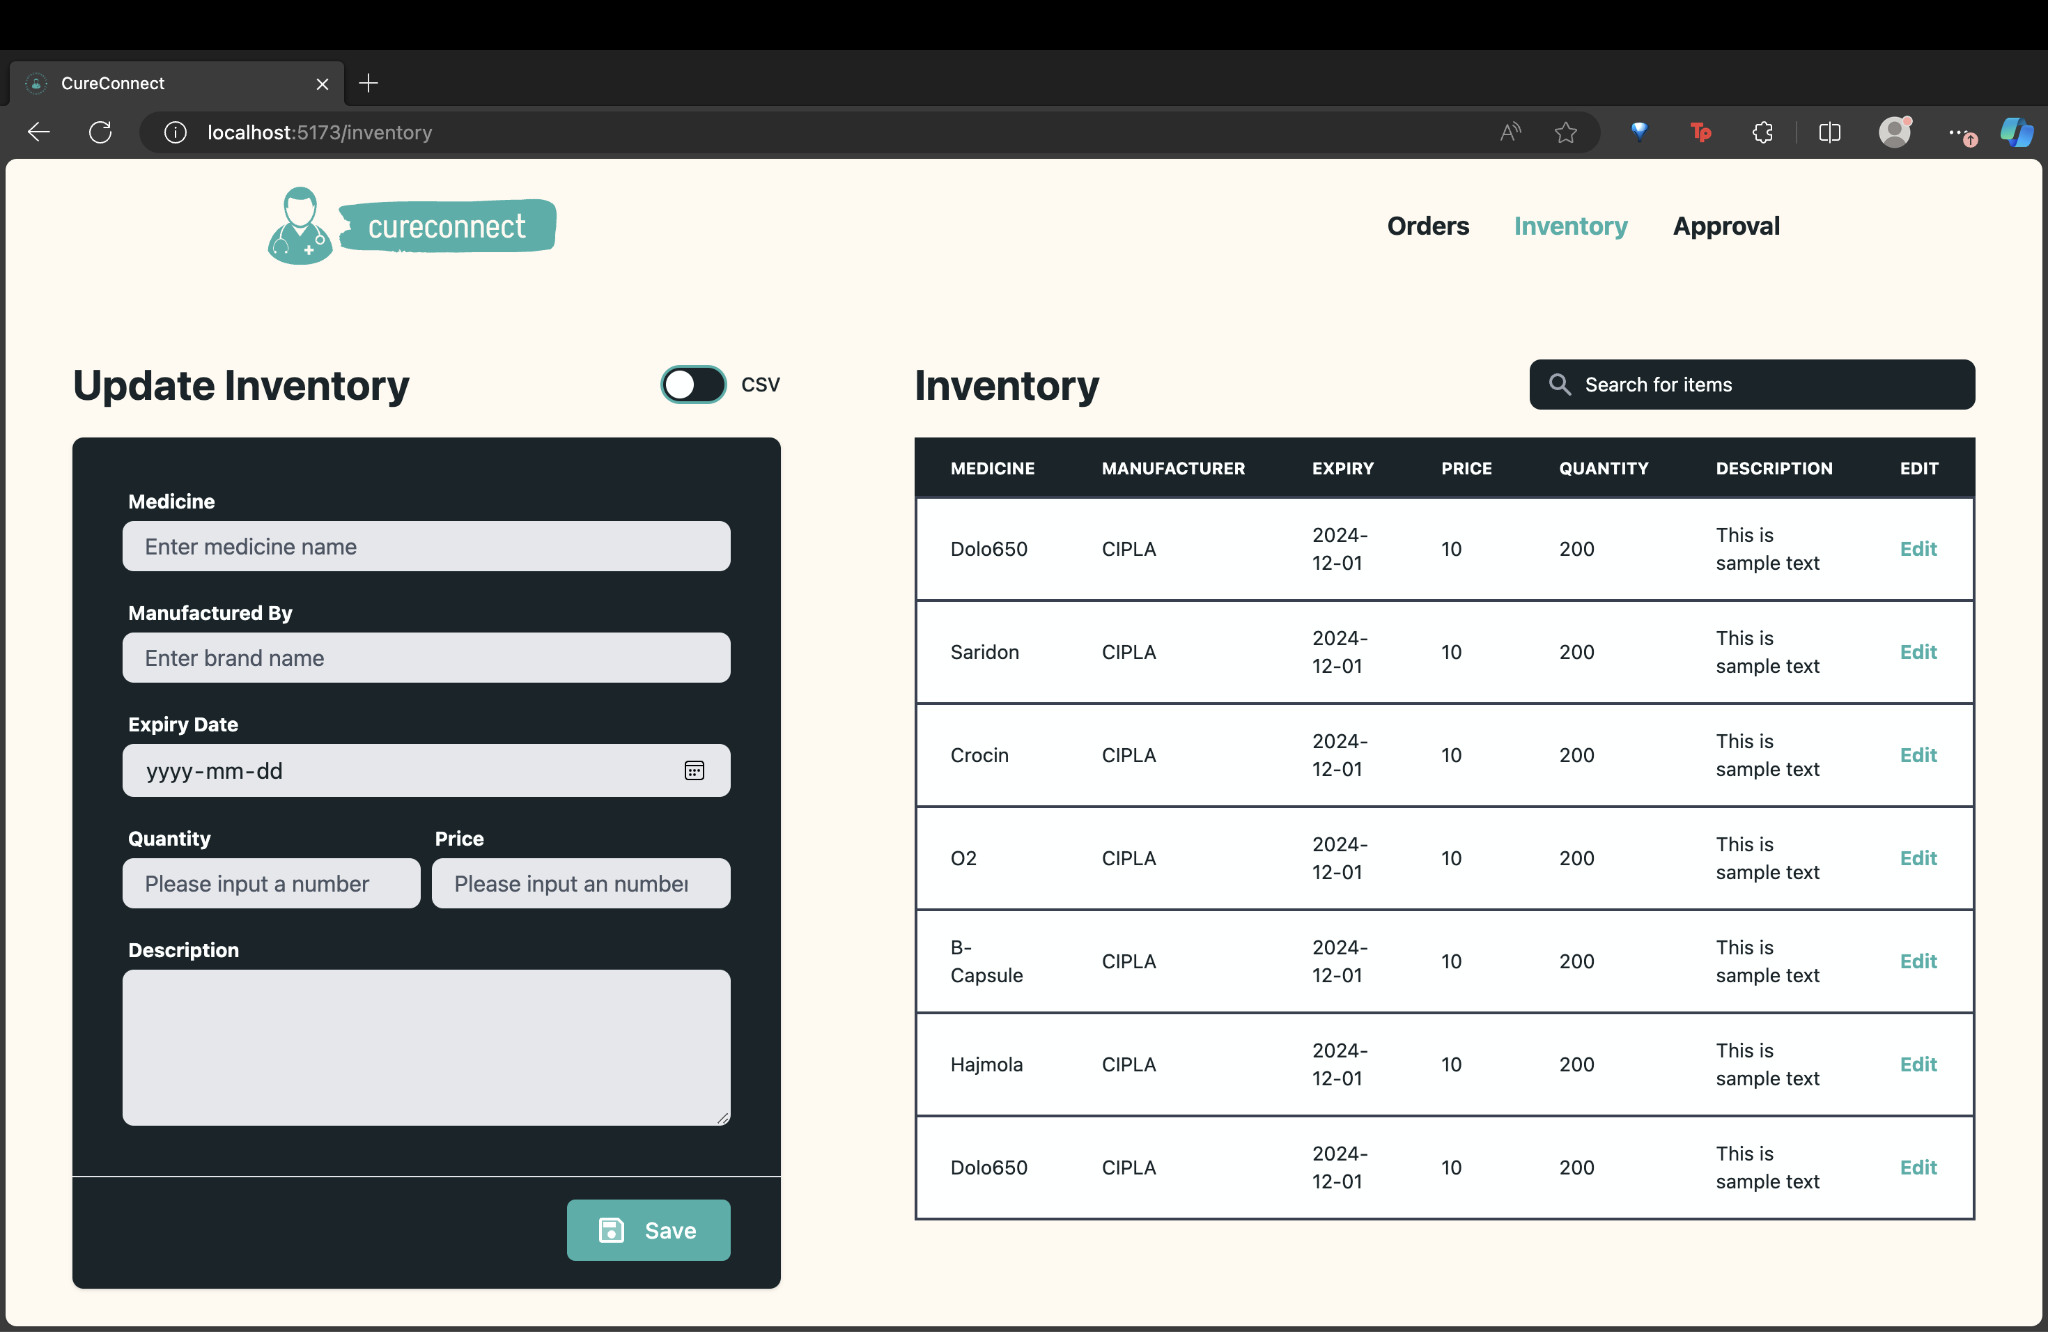 CureConnect
localhost:5173/inventory
cureconnect
Orders Inventory Approval
Update Inventory
CSV
Medicine
Enter medicine name
Manufactured By
Enter brand name
Expiry Date
yyyy-mm-dd
Quantity Price
Please input a number Please input an number
Description
Save
Inventory
Search for items
MEDICINE MANUFACTURER EXPIRY PRICE QUANTITY DESCRIPTION EDIT
Dolo650 CIPLA 2024-12-01 10 200 This is sample text Edit
Saridon CIPLA 2024-12-01 10 200 This is sample text Edit
Crocin CIPLA 2024-12-01 10 200 This is sample text Edit
O2 CIPLA 2024-12-01 10 200 This is sample text Edit
B-Capsule CIPLA 2024-12-01 10 200 This is sample text Edit
Hajmola CIPLA 2024-12-01 10 200 This is sample text Edit
Dolo650 CIPLA 2024-12-01 10 200 This is sample text Edit